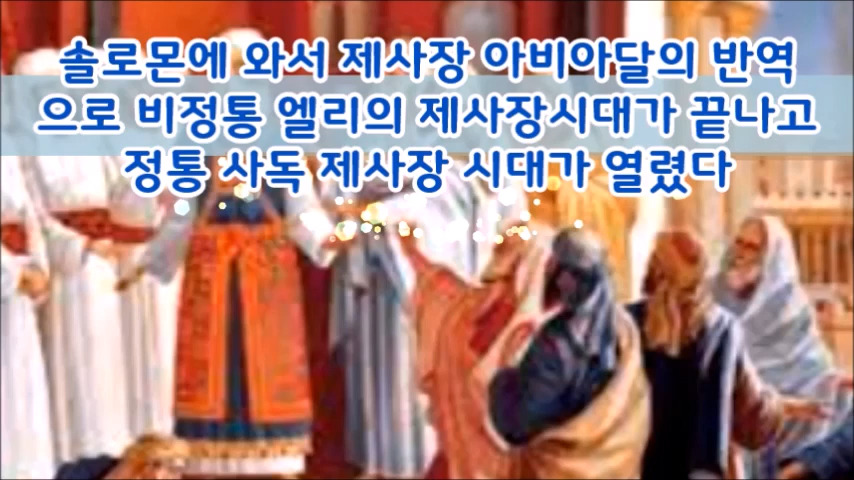 솔로몬에 와서 제사장 아비아달의 반역
으로 비정통 엘리의 제사장시대가 끝나고
정통 사독 제사장 시대가 열렸다